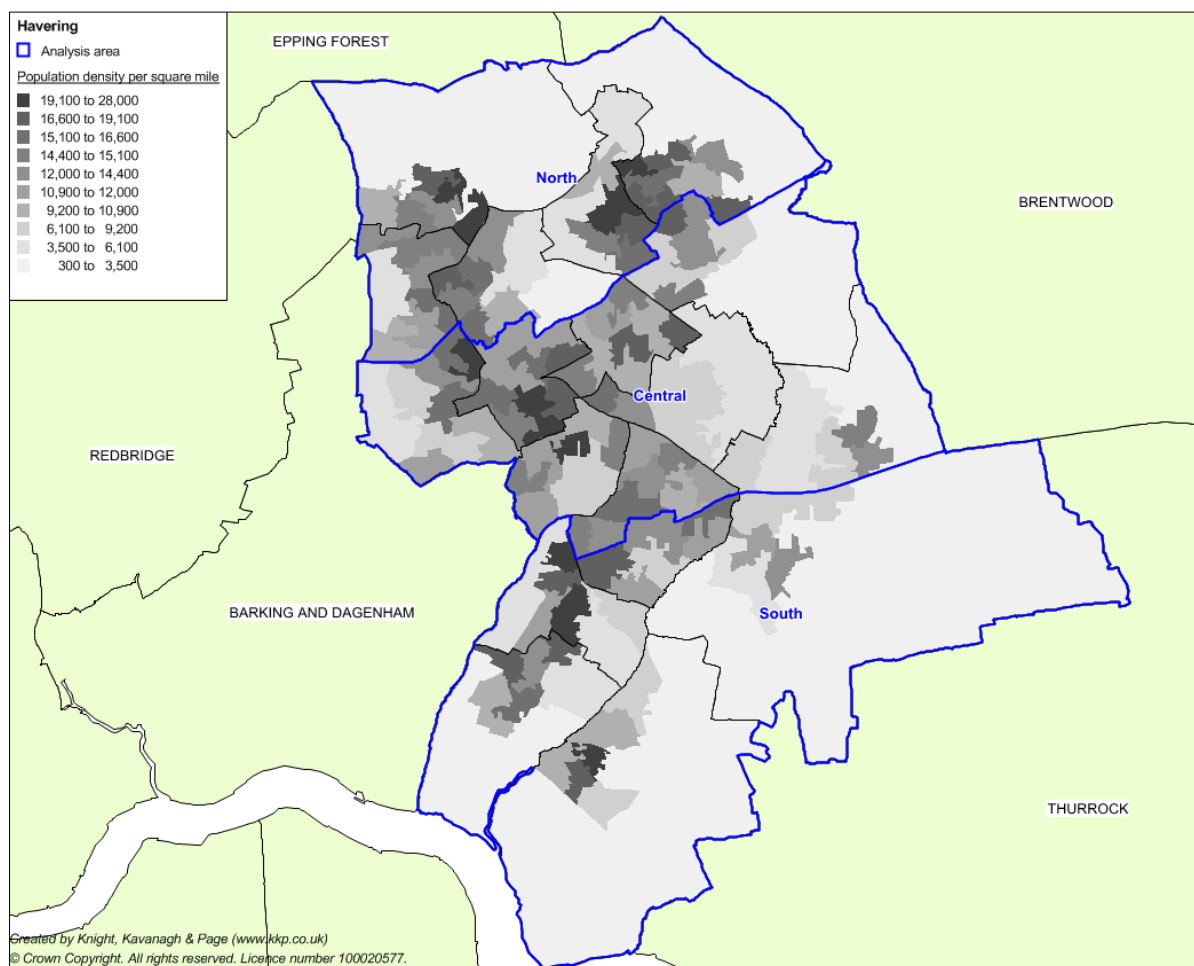 Havering
Analysis area
Population density per square mile
19,100 to 28,000
16,600 to 19,100
15,100 to 16,600
14,400 to 15,100
12,000 to 14,400
10,900 to 12,000
9,200 to 10,900
6,100 to 9,200
3,500 to 6,100
300 to 3,500
EPPING FOREST
North
BRENTWOOD
Central
REDBRIDGE
BARKING AND DAGENHAM
South
THURROCK
Created by Knight, Kavanagh & Page (www.kkp.co.uk)
© Crown Copyright. All rights reserved. Licence number 100020577.